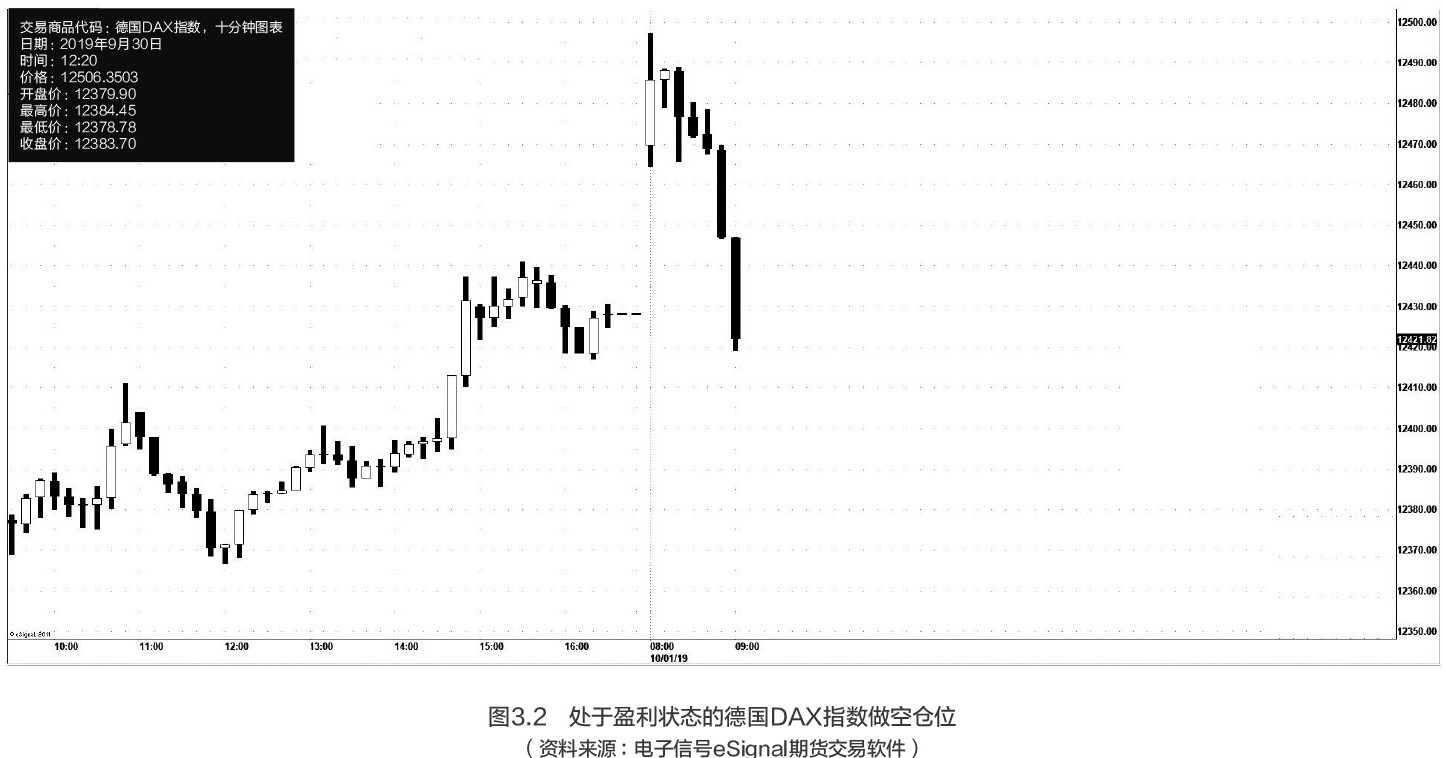 交易商品代码：德国DAX指数，十分钟图表
日期：2019年9月30日
时间：12:20
价格：12506.3503
开盘价：12379.90
最高价：12384.45
最低价：12378.78
收盘价：12383.70
12500.00
12490.00
12480.00
12470.00
12460.00
12450.00
12440.00
12430.00
12421.82
12420.00
12410.00
12400.00
12390.00
12380.00
12370.00
12360.00
12350.00
© eSignal, 2011
10:00 11:00 12:00 13:00 14:00 15:00 16:00 08:00 09:00
10/01/19
图3.2 处于盈利状态的德国DAX指数做空仓位
（资料来源：电子信号eSignal期货交易软件）